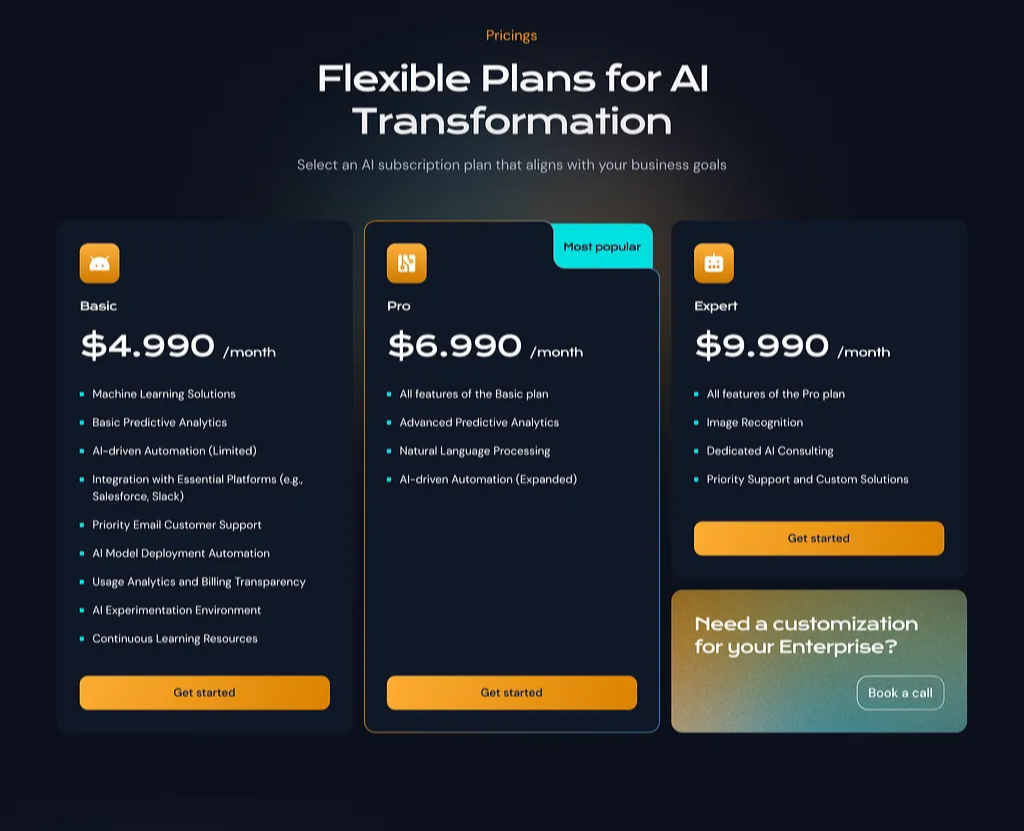 Pricings
Flexible Plans for AI
Transformation
Select an AI subscription plan that aligns with your business goals
Basic
$4.990 /month
Machine Learning Solutions
Basic Predictive Analytics
AI-driven Automation (Limited)
Integration with Essential Platforms (e.g.,
Salesforce, Slack)
Priority Email Customer Support
AI Model Deployment Automation
Usage Analytics and Billing Transparency
AI Experimentation Environment
Continuous Learning Resources
Get started
Most popular
Pro
$6.990 /month
All features of the Basic plan
Advanced Predictive Analytics
Natural Language Processing
AI-driven Automation (Expanded)
Get started
Expert
$9.990 /month
All features of the Pro plan
Image Recognition
Dedicated AI Consulting
Priority Support and Custom Solutions
Get started
Need a customization
for your Enterprise?
Book a call